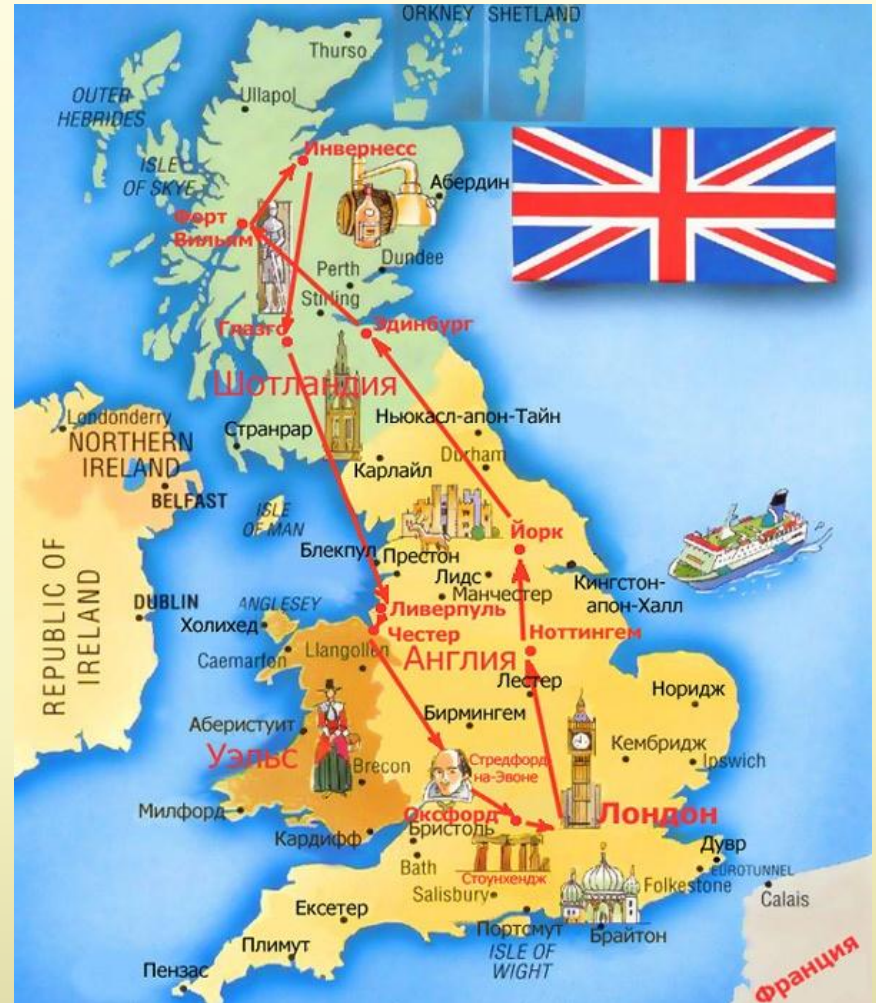 ORKNEY
SHETLAND
Thurso
Ullapol
OUTER
HEBRIDES
Инвернесс
ISLE
OF SKYE
Абердин
Форт
Вильям
Perth
Dundee
Stirling
Глазго
Эдинбург
Шотландия
Londonderry
NORTHERN
IRELAND
Странрар
Ньюкасл-апон-Тайн
Durham
Карлайл
BELFAST
ISLE
OF MAN
Йорк
Блекпул
Престон
Лидс
Манчестер
Кингстон-
апон-Халл
REPUBLIC OF
IRELAND
DUBLIN
ANGLESEY
Холихед
Ливерпуль
Честер
Ноттингем
Caernarfon
Llangollen
Англия
Лестер
Норидж
Аберистуит
Бирмингем
Уэльс
Стредфорд
на-Эвоне
Кембридж
Ipswich
Brecon
Милфорд
Оксфорд
Лондон
Кардифф
Бристоль
Bath
Стоунхендж
Дувр
EUROTUNNEL
Folkestone
Calais
Salisbury
Ексетер
Портсмут
Брайтон
ISLE OF
WIGHT
Плимут
Пензас
Франция